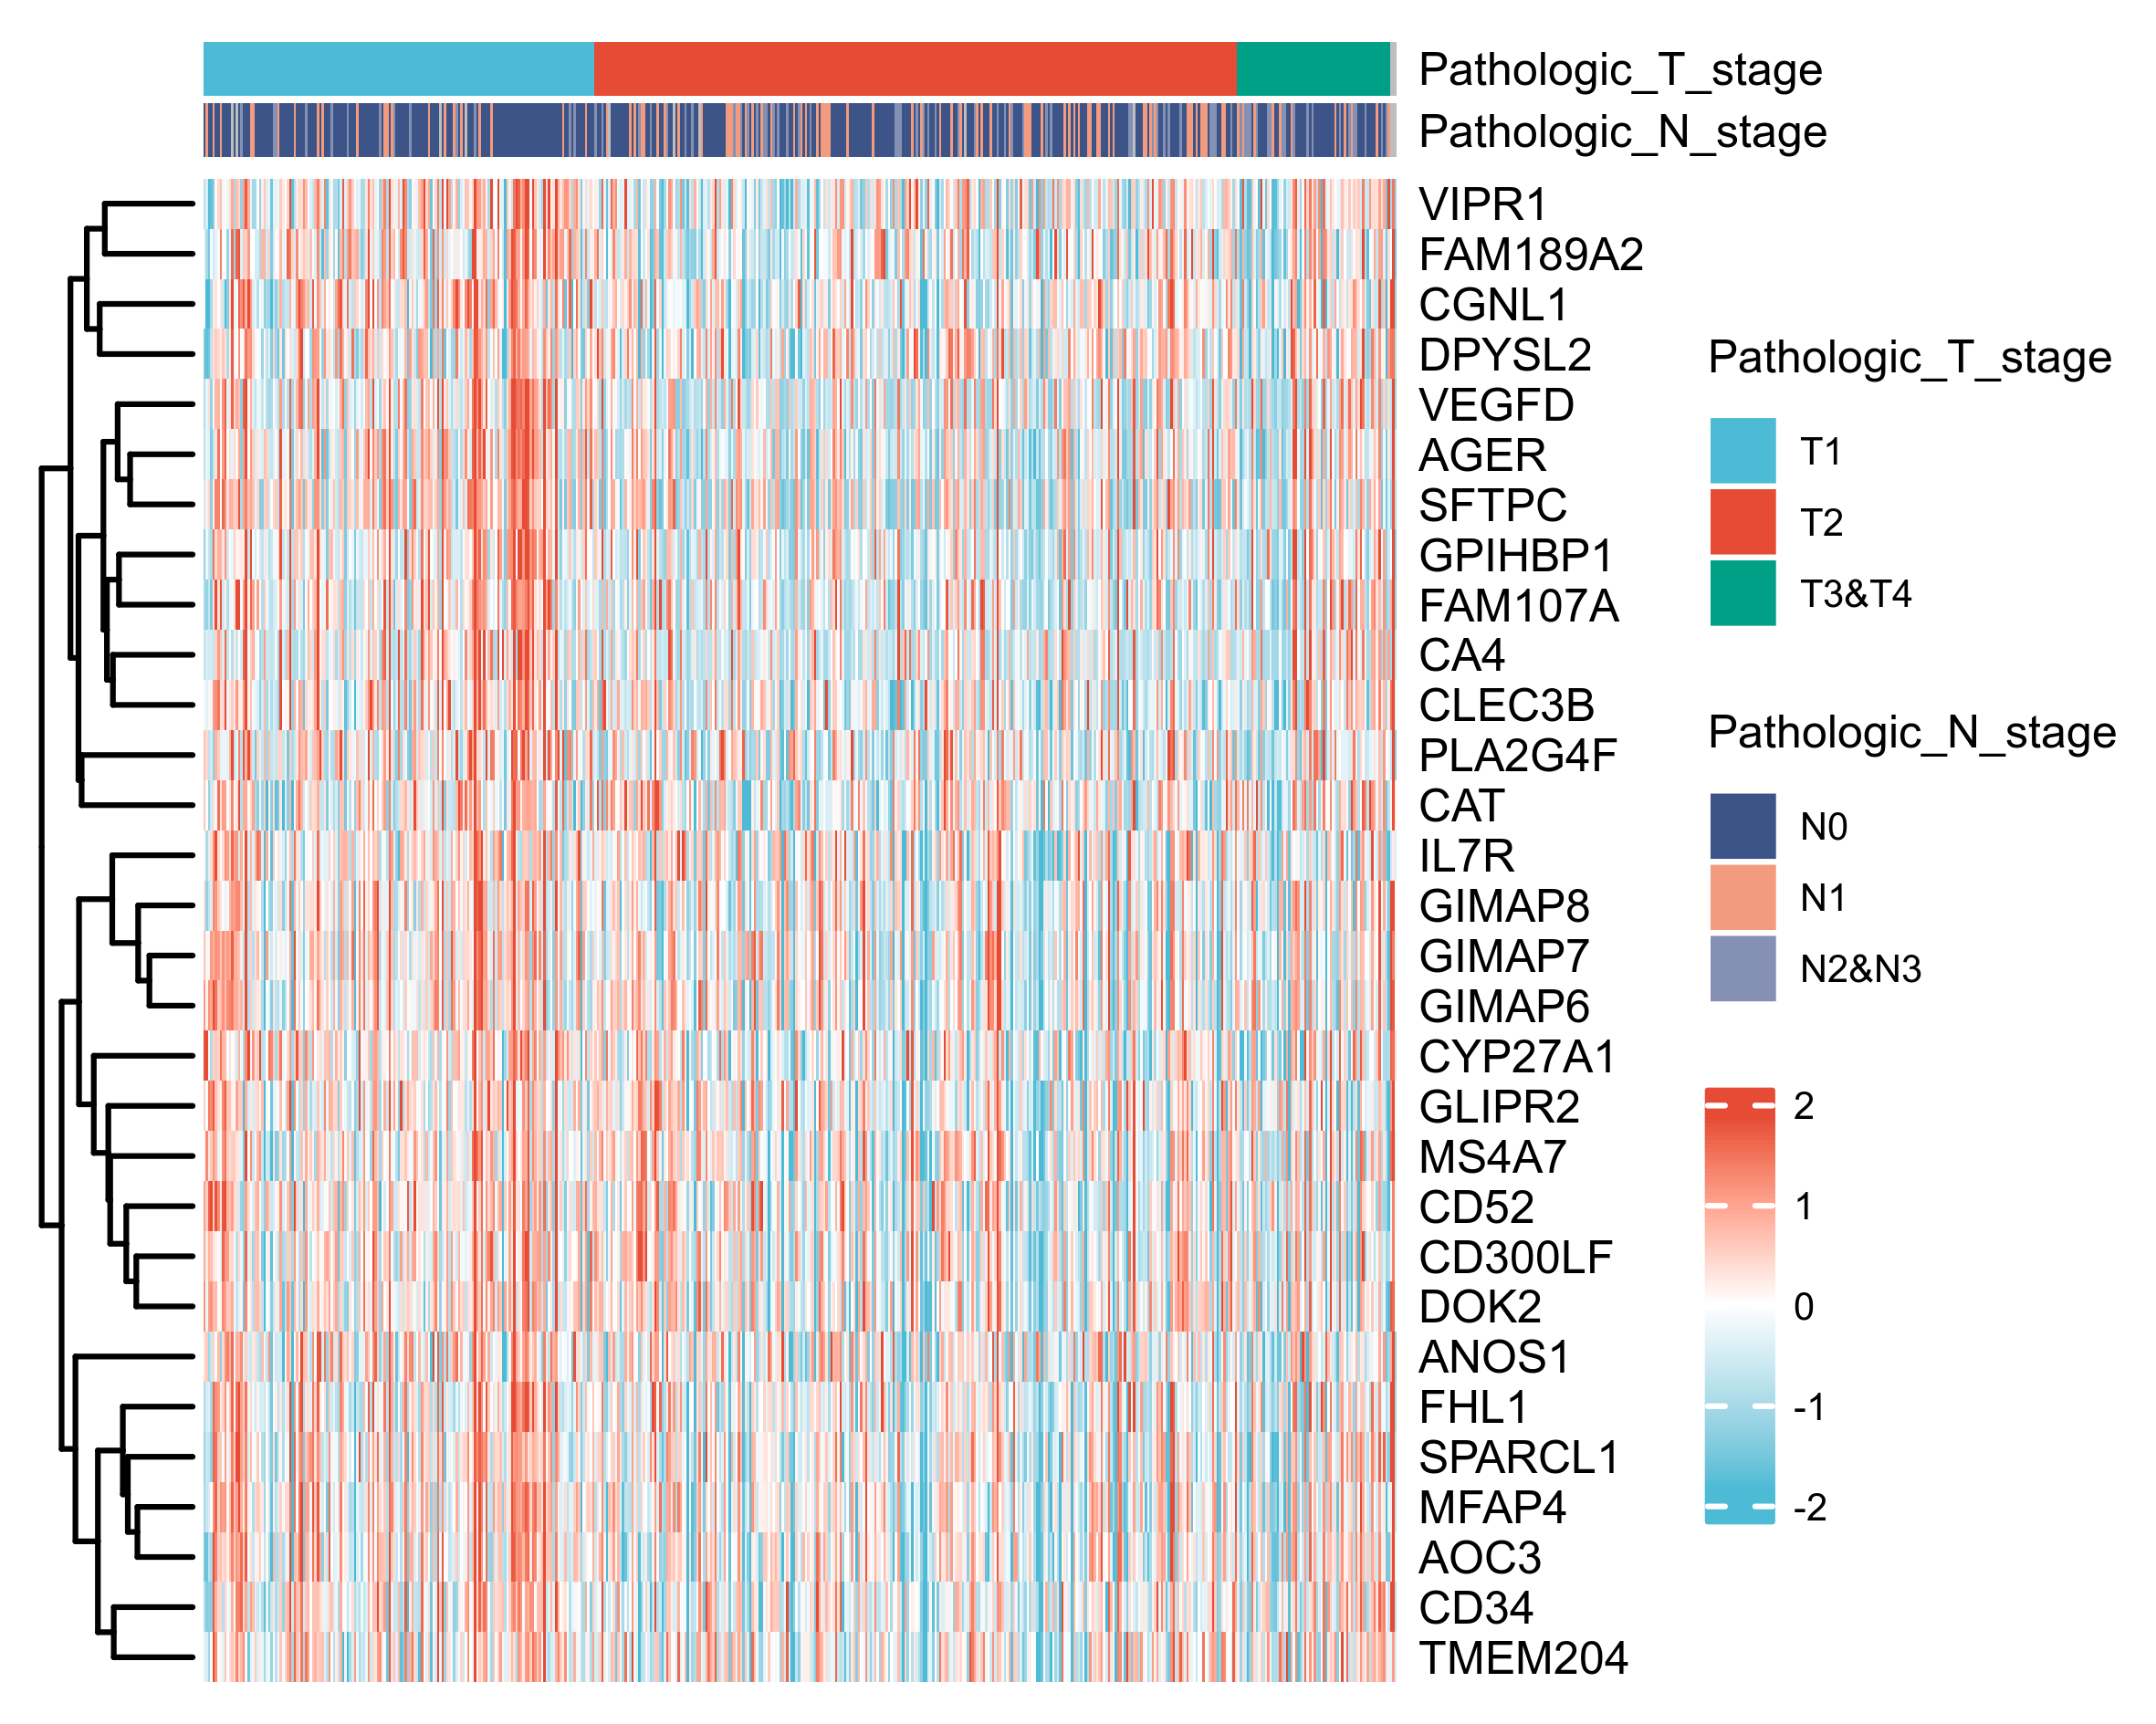 Pathologic_T_stage
Pathologic_N_stage
VIPR1
FAM189A2
CGNL1
DPYSL2
VEGFD
AGER
SFTPC
GPIHBP1
FAM107A
CA4
CLEC3B
PLA2G4F
CAT
IL7R
GIMAP8
GIMAP7
GIMAP6
CYP27A1
GLIPR2
MS4A7
CD52
CD300LF
DOK2
ANOS1
FHL1
SPARCL1
MFAP4
AOC3
CD34
TMEM204
Pathologic_T_stage
T1
T2
T3&T4
Pathologic_N_stage
N0
N1
N2&N3
2
1
0
-1
-2